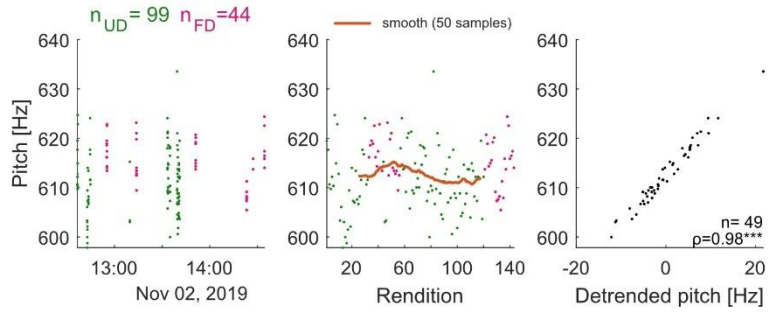 n_UD = 99 n_FD=44
smooth (50 samples)
Pitch [Hz]
640
630
620
610
600
13:00 14:00
Nov 02, 2019
640
630
620
610
600
20 60 100 140
Rendition
640
630
620
610
600
n= 49
ρ=0.98***
-20 0 20
Detrended pitch [Hz]